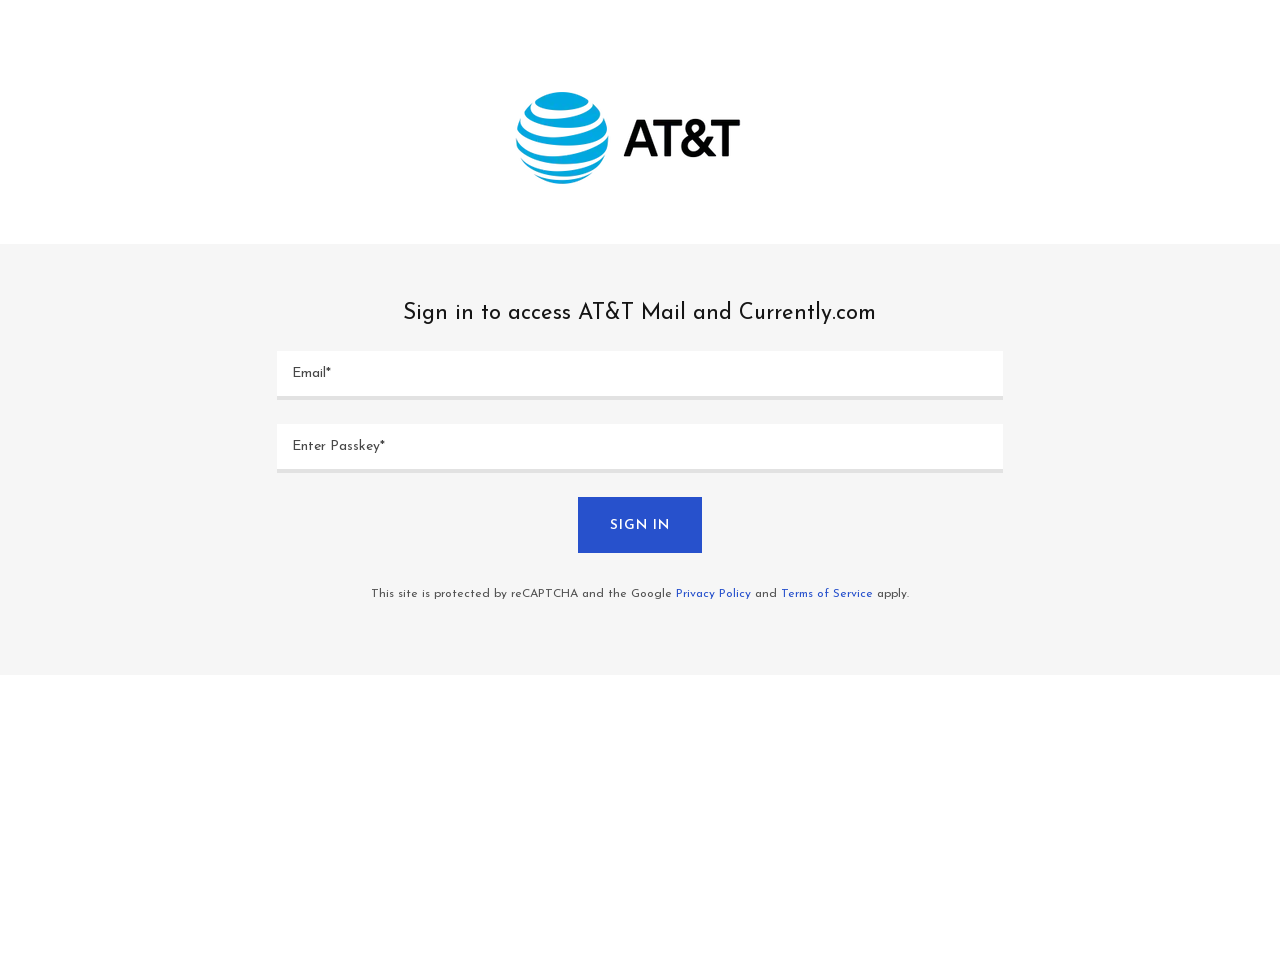 AT&T
Sign in to access AT&T Mail and Currently.com
Email*
Enter Passkey*
SIGN IN
This site is protected by reCAPTCHA and the Google Privacy Policy and Terms of Service apply.